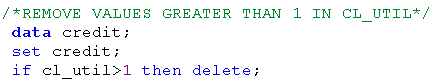 /*REMOVE VALUES GREATER THAN 1 IN CL_UTIL*/
data credit;
set credit;
if cl_util>1 then delete;